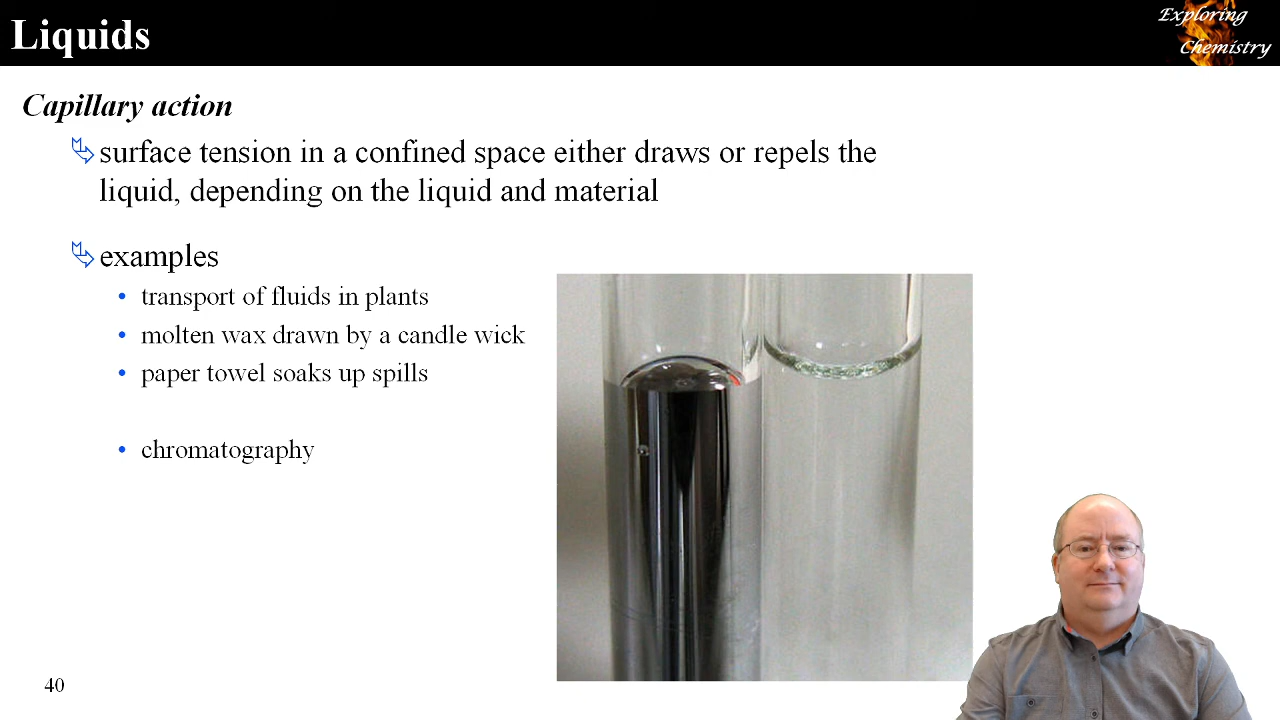 Liquids
Exploring
Chemistry
Capillary action
surface tension in a confined space either draws or repels the
liquid, depending on the liquid and material
examples
• transport of fluids in plants
• molten wax drawn by a candle wick
• paper towel soaks up spills
• chromatography
40